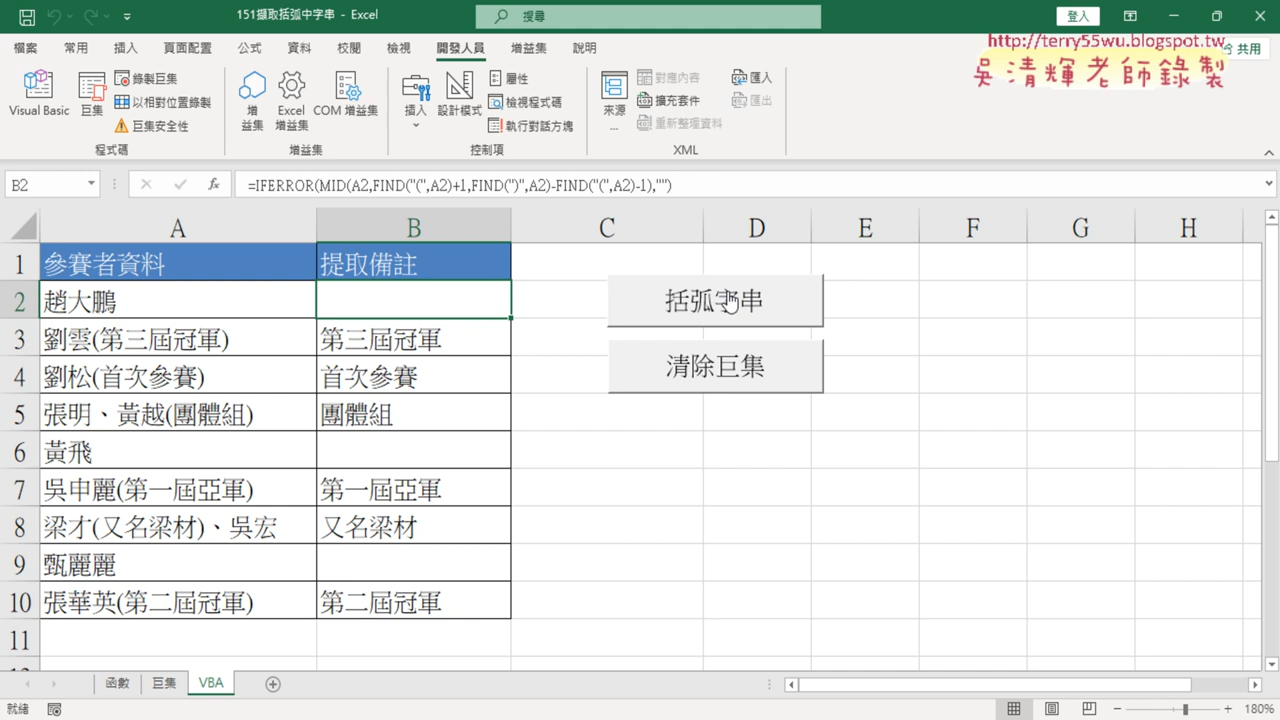 151擷取括弧中字串 - Excel
搜尋
登入
檔案 常用 插入 頁面配置 公式 資料 校閱 檢視 開發人員 增益集 說明
共用
http://terry55wu.blogspot.tw
吳清輝老師錄製
Visual Basic
巨集
錄製巨集
以相對位置錄製
巨集安全性
程式碼
增益集
Excel 增益集
COM 增益集
增益集
插入
設計模式
屬性
檢視程式碼
執行對話方塊
控制項
來源
...
對應內容
擴充套件
重新整理資料
匯入
匯出
XML
B2
fx
=IFERROR(MID(A2,FIND("(",A2)+1,FIND(")",A2)-FIND("(",A2)-1),"")
A B C D E F G H
1 參賽者資料 提取備註
2 趙大鵬
3 劉雲(第三屆冠軍) 第三屆冠軍
4 劉松(首次參賽) 首次參賽
5 張明、黃越(團體組) 團體組
6 黃飛
7 吳申麗(第一屆亞軍) 第一屆亞軍
8 梁才(又名梁材)、吳宏 又名梁材
9 甄麗麗
10 張華英(第二屆冠軍) 第二屆冠軍
11
括弧字串
清除巨集
函數 巨集 VBA
就緒
180%